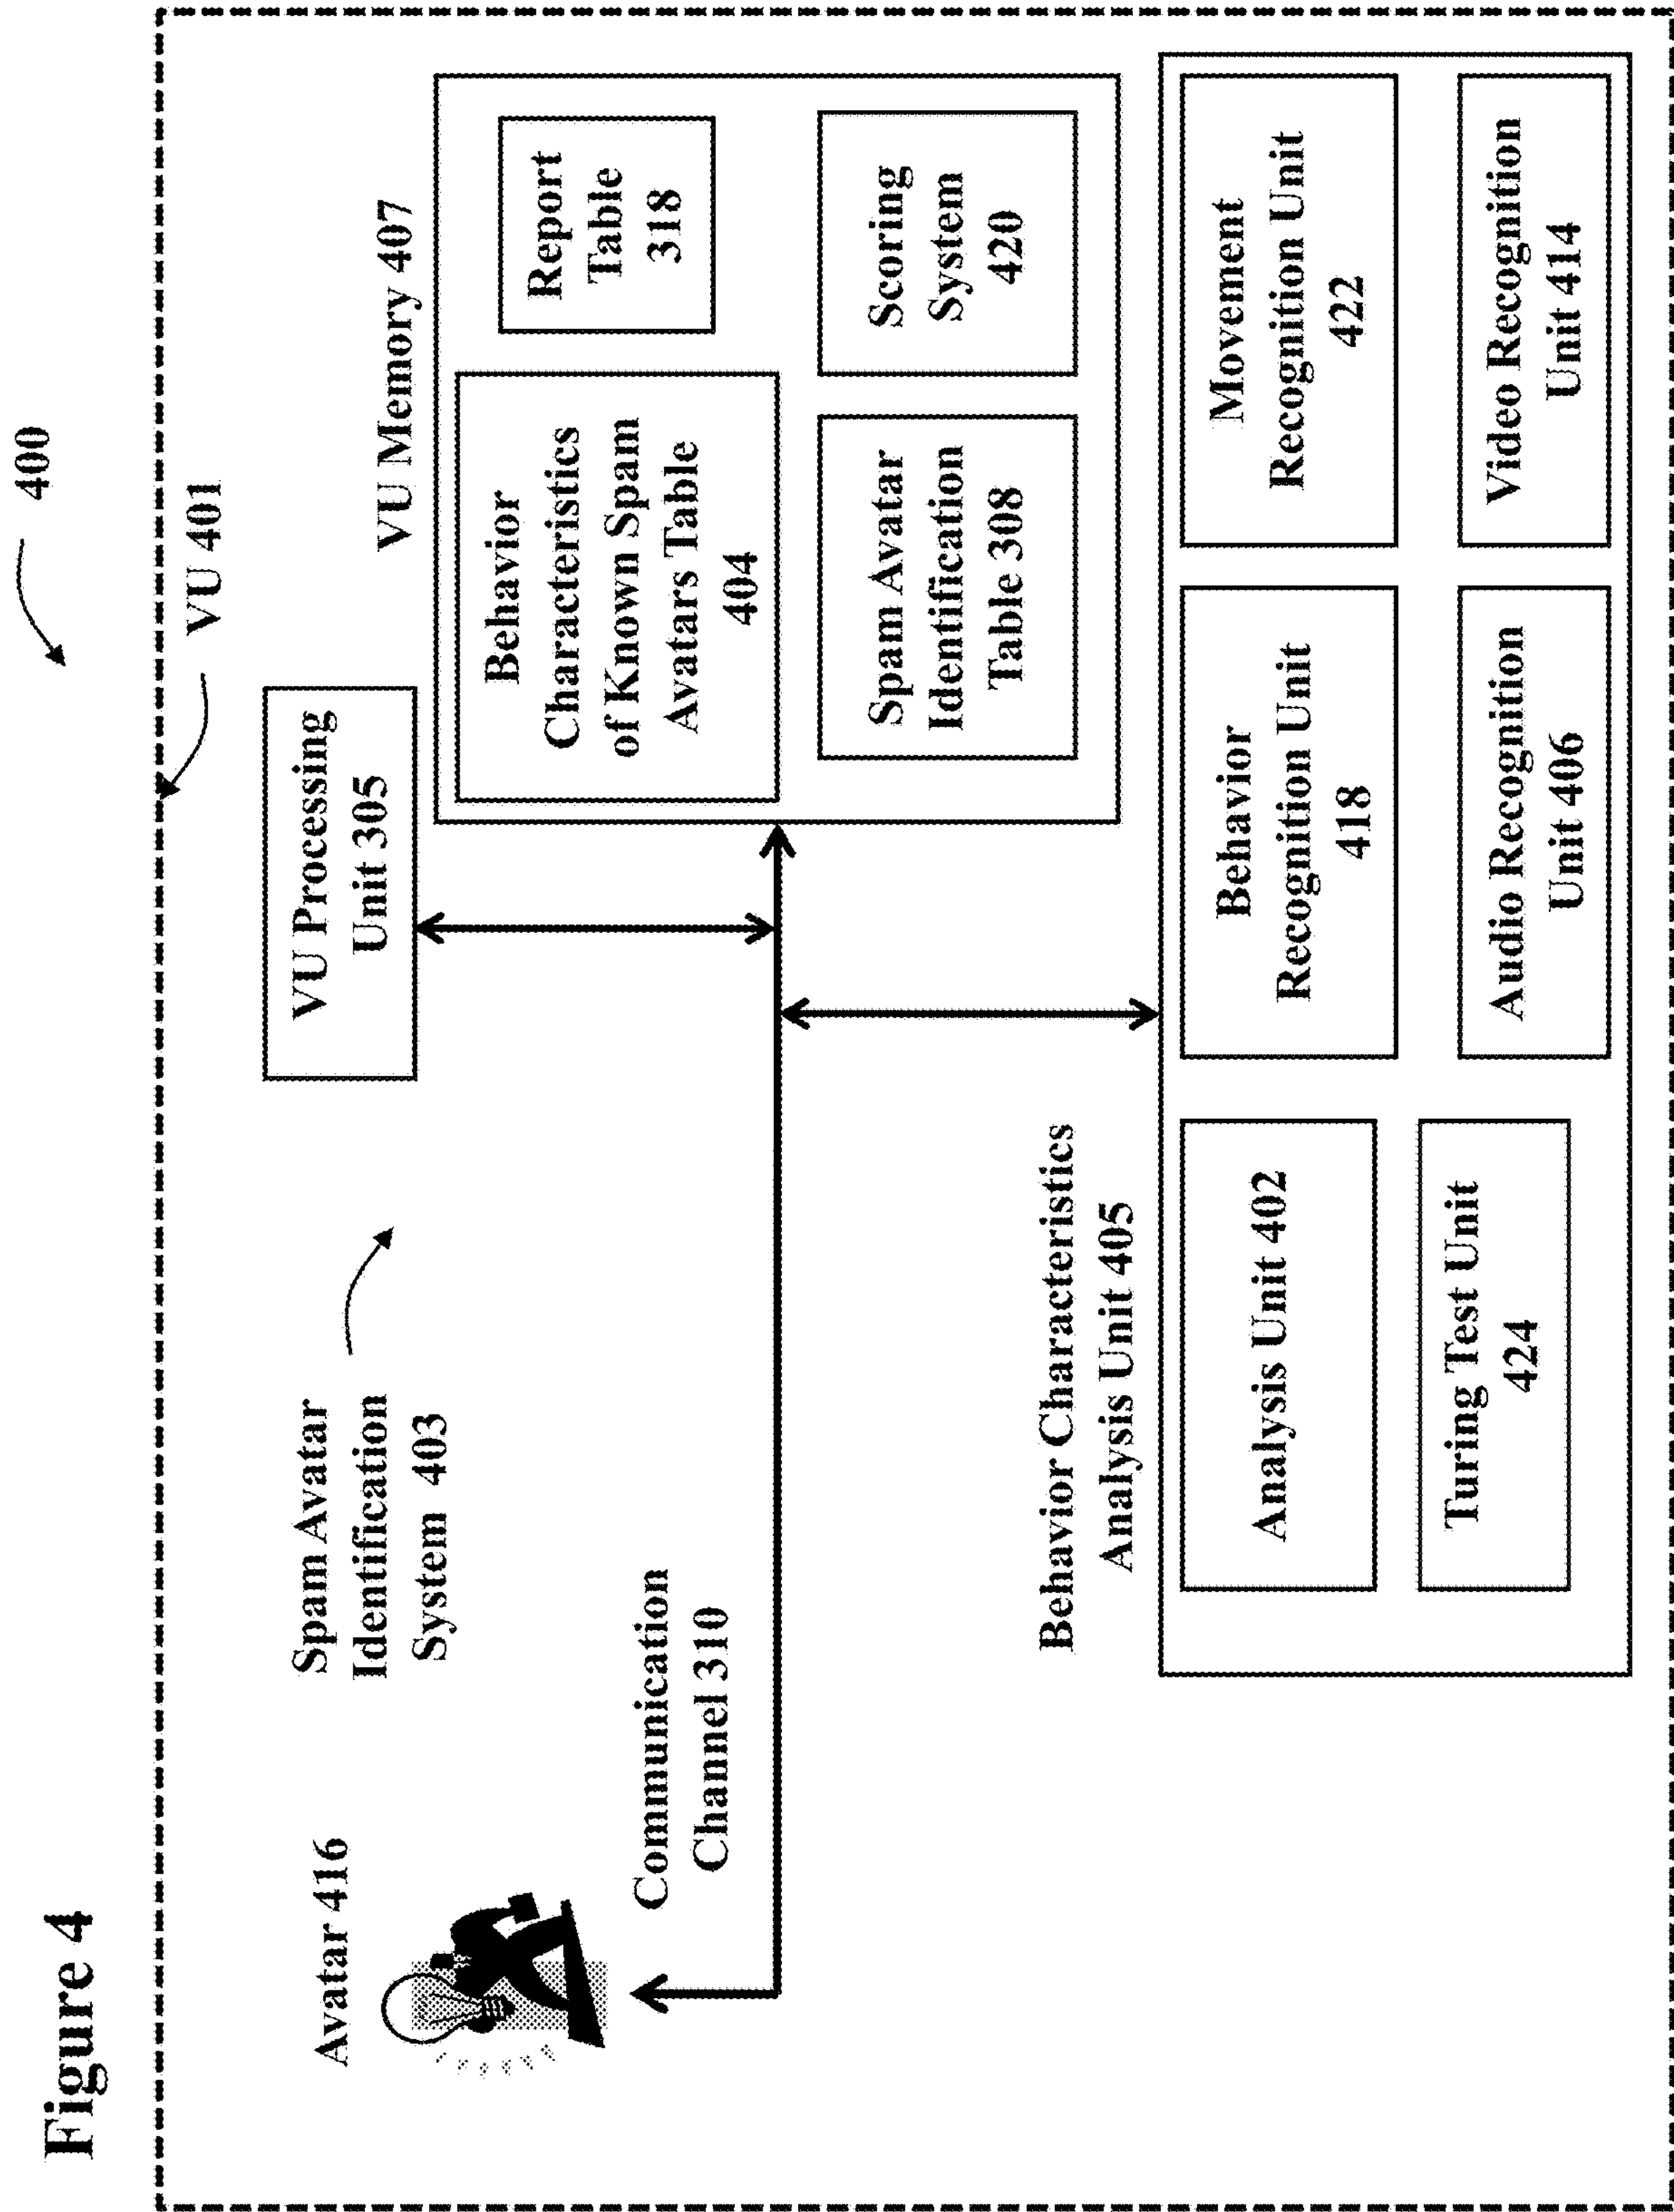 Figure 4
400
VU 401
Avatar 416
Spam Avatar
Identification
System 403
VU Processing
Unit 305
VU Memory 407
Behavior
Characteristics
of Known Spam
Avatars Table
404
Report
Table
318
Spam Avatar
Identification
Table 308
Scoring
System
420
Communication
Channel 310
Behavior Characteristics
Analysis Unit 405
Analysis Unit 402
Behavior
Recognition Unit
418
Movement
Recognition Unit
422
Turing Test Unit
424
Audio Recognition
Unit 406
Video Recognition
Unit 414